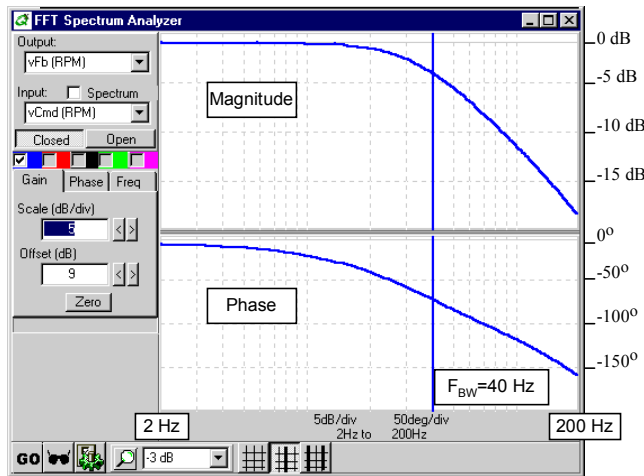 FFT Spectrum Analyzer
Output:
vFb (RPM)
Input: Spectrum
vCmd (RPM)
Closed Open
Gain Phase Freq
Scale (dB/div)
5
Offset (dB)
9
Zero
Magnitude
0 dB
-5 dB
-10 dB
-15 dB
Phase
0°
-50°
-100°
-150°
FBW=40 Hz
2 Hz
5dB/div 50deg/div
2Hz to 200Hz
200 Hz
GO
-3 dB